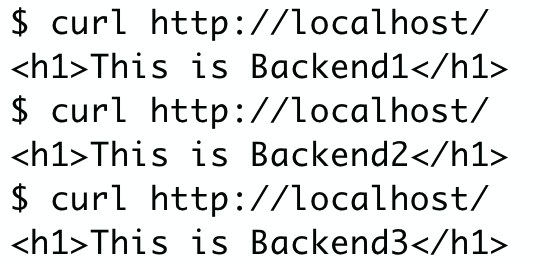 $ curl http://localhost/
<h1>This is Backend1</h1>
$ curl http://localhost/
<h1>This is Backend2</h1>
$ curl http://localhost/
<h1>This is Backend3</h1>